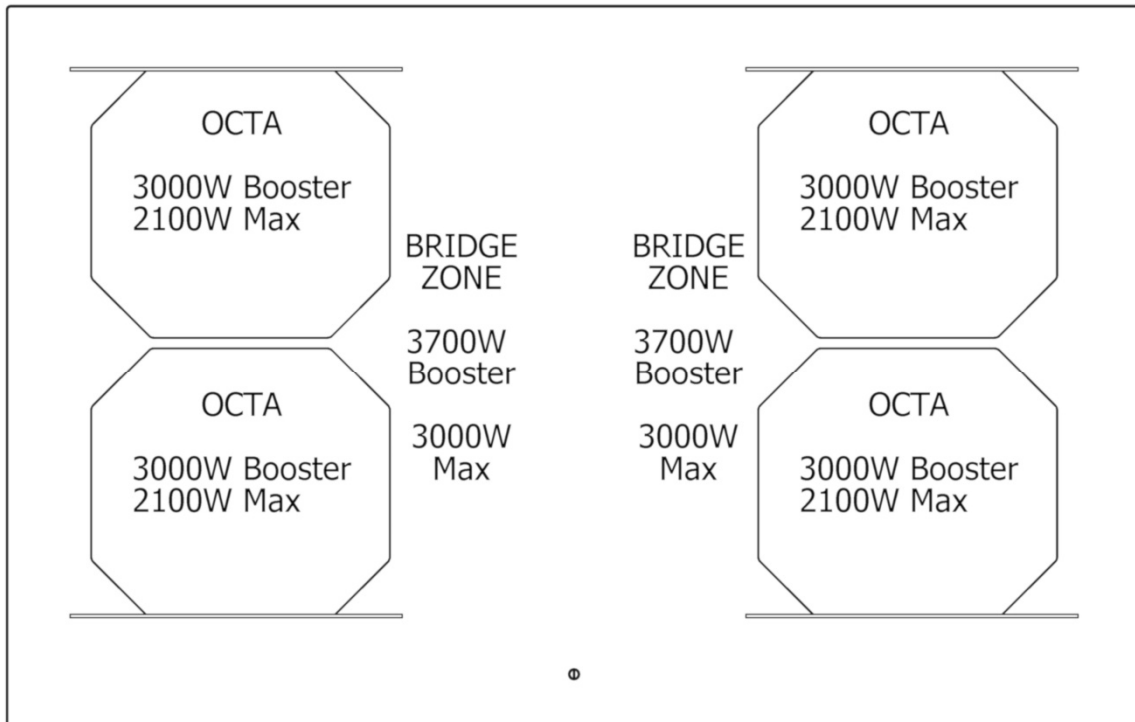 OCTA
3000W Booster
2100W Max
OCTA
3000W Booster
2100W Max
BRIDGE
ZONE
3700W
Booster
3000W
Max
BRIDGE
ZONE
3700W
Booster
3000W
Max
OCTA
3000W Booster
2100W Max
OCTA
3000W Booster
2100W Max